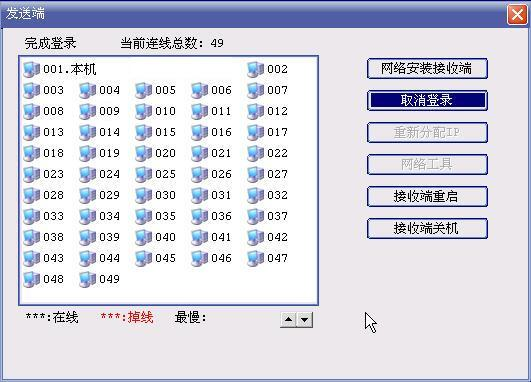 发送端
完成登录 当前连线总数：49
001.本机 002
003 004 005 006 007
008 009 010 011 012
013 014 015 016 017
018 019 020 021 022
023 024 025 026 027
028 029 030 031 032
033 034 035 036 037
038 039 040 041 042
043 044 045 046 047
048 049
***:在线 ***:掉线 最慢:
网络安装接收端
取消登录
重新分配IP
网络工具
接收端重启
接收端关机